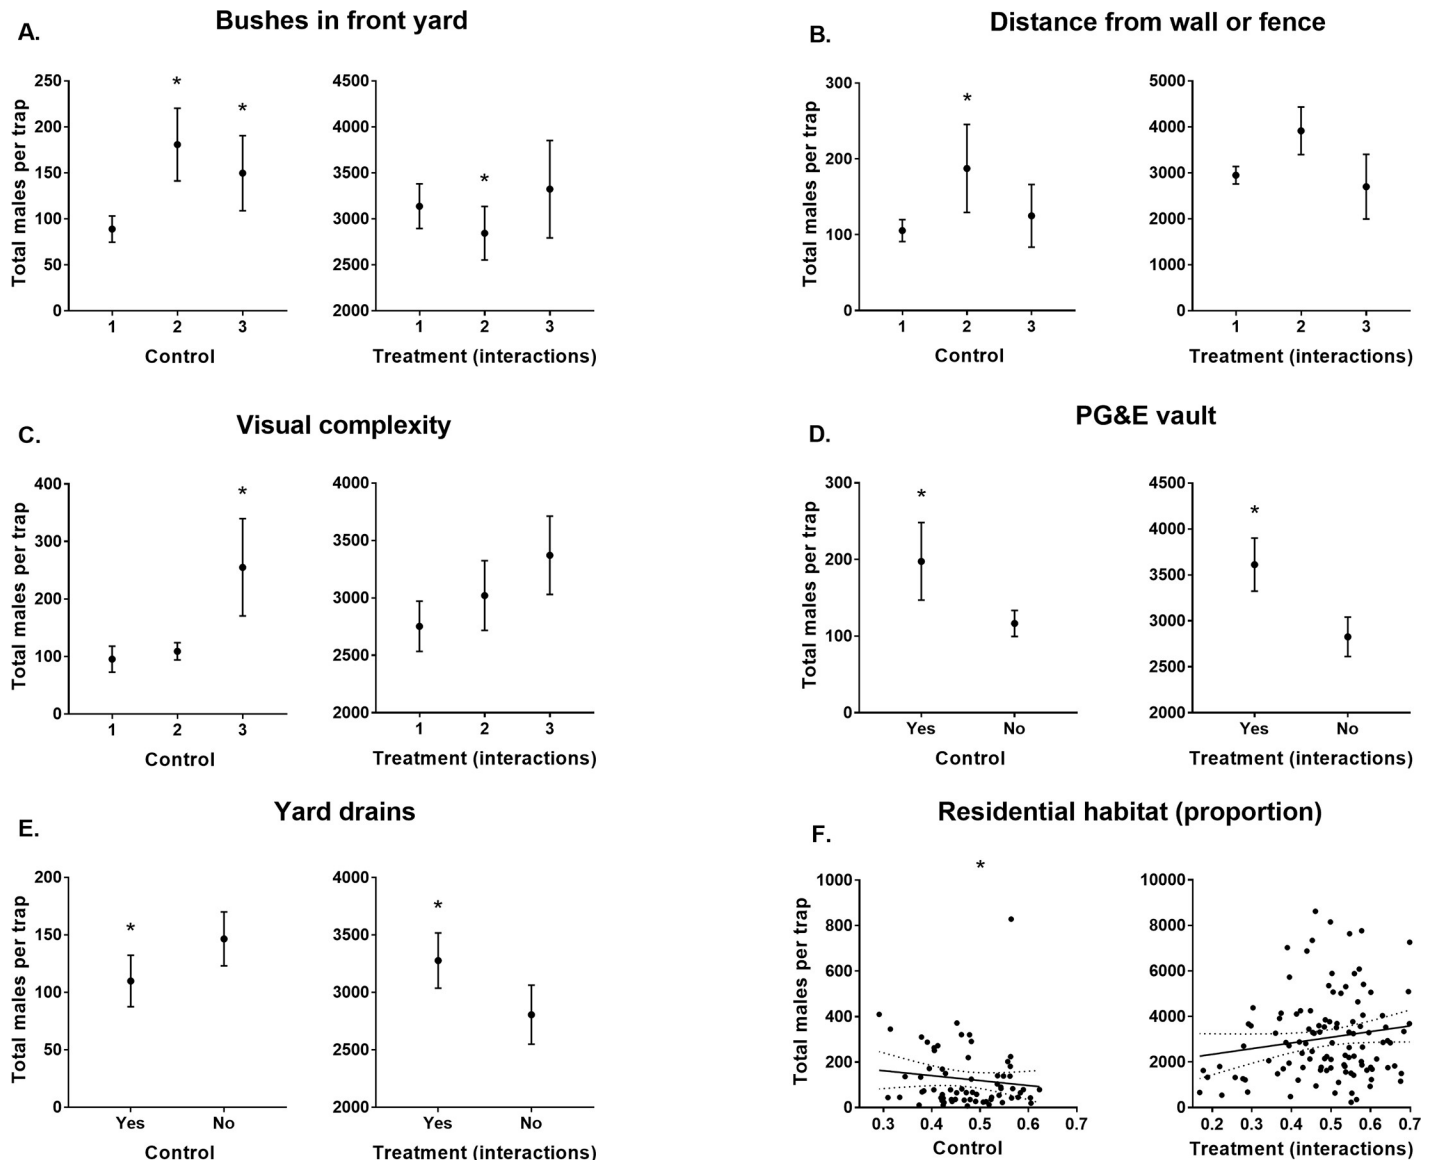 A.
Bushes in front yard
Total males per trap
250
200
150
100
50
0
*
*
1 2 3
Control
4500
4000
3500
3000
2500
2000
*
1 2 3
Treatment (interactions)
B.
Distance from wall or fence
Total males per trap
300
200
100
0
*
1 2 3
Control
5000
4000
3000
2000
1000
0
1 2 3
Treatment (interactions)
C.
Visual complexity
Total males per trap
400
300
200
100
0
*
1 2 3
Control
4000
3500
3000
2500
2000
1 2 3
Treatment (interactions)
D.
PG&E vault
Total males per trap
300
200
100
0
*
Yes No
Control
4500
4000
3500
3000
2500
2000
*
Yes No
Treatment (interactions)
E.
Yard drains
Total males per trap
200
150
100
50
0
*
Yes No
Control
4000
3500
3000
2500
2000
*
Yes No
Treatment (interactions)
F.
Residential habitat (proportion)
Total males per trap
*
1000
800
600
400
200
0
0.3 0.4 0.5 0.6 0.7
Control
10000
8000
6000
4000
2000
0
0.2 0.3 0.4 0.5 0.6 0.7
Treatment (interactions)